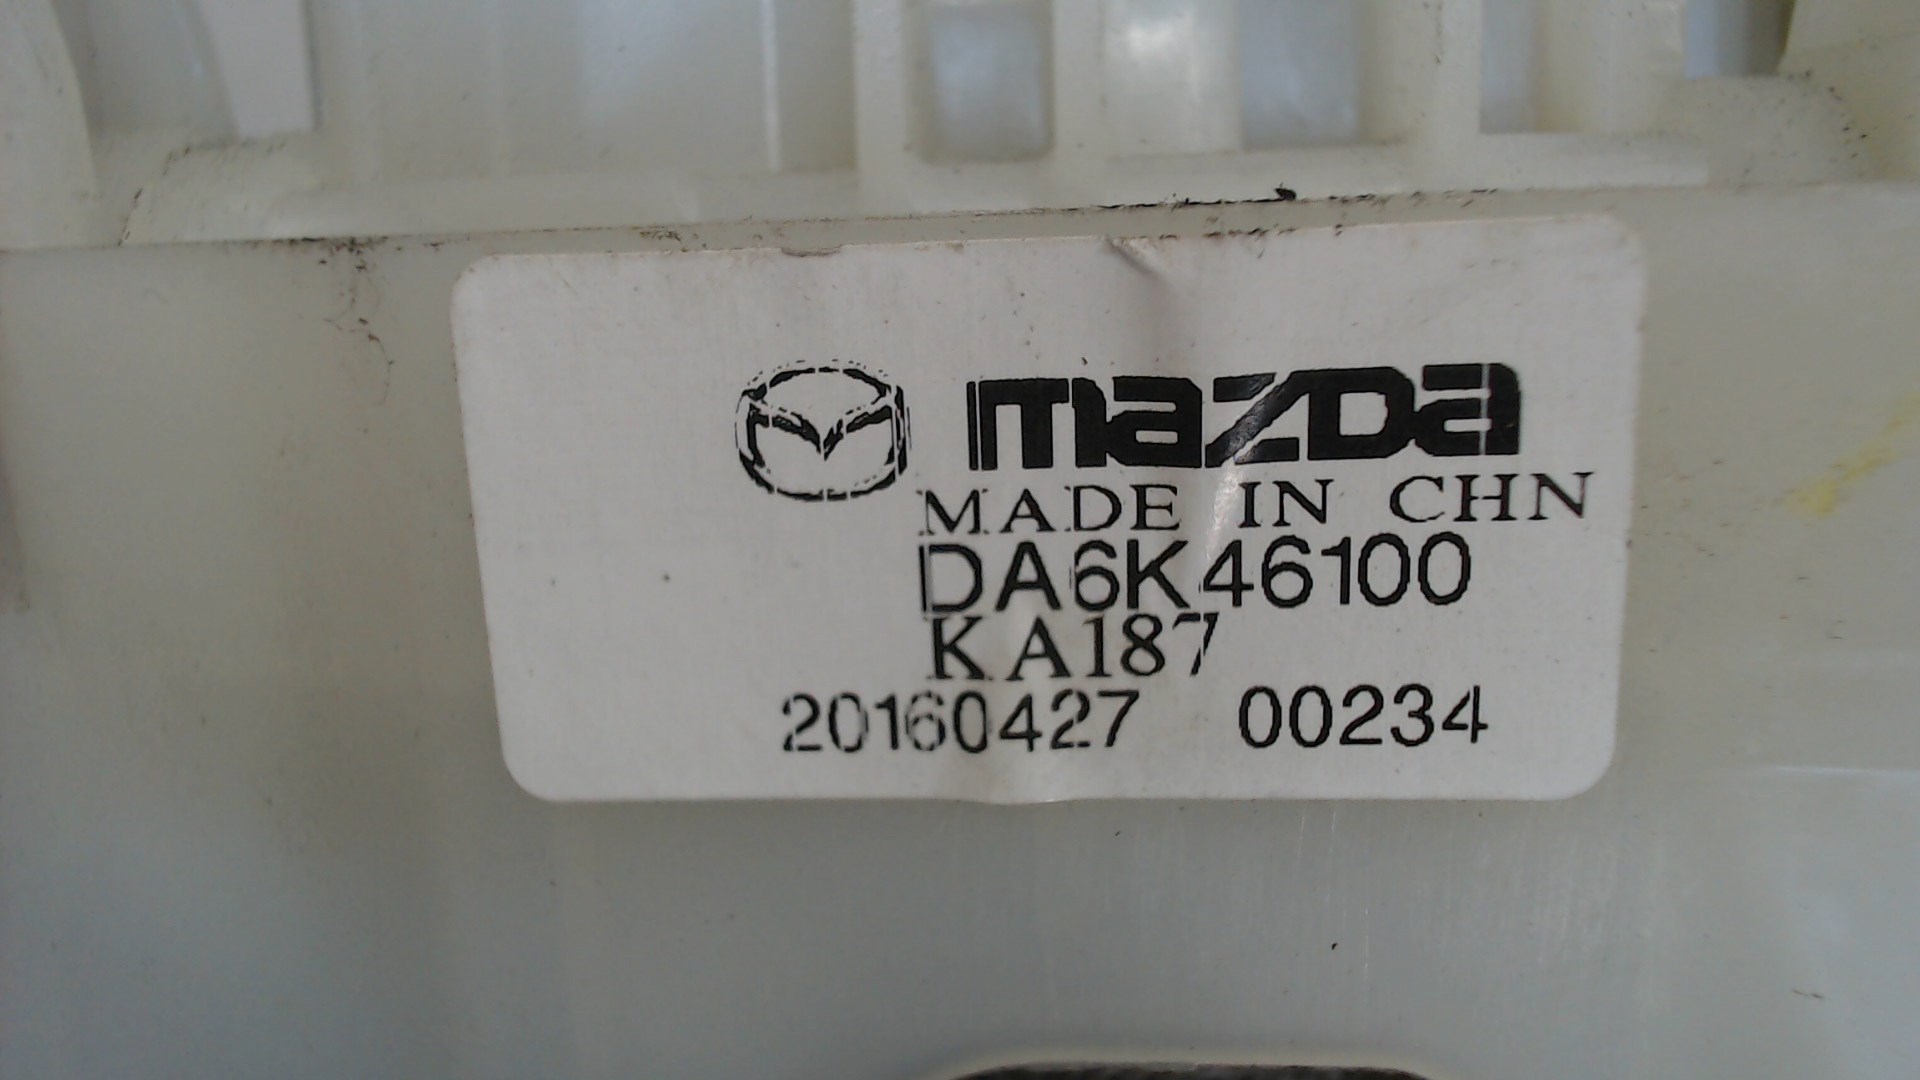 mazda
MADE IN CHN
DA6K46100
KA187
20160427 00234